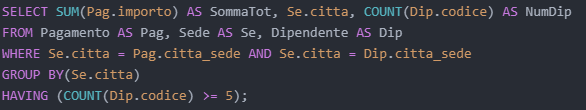 SELECT SUM(Pag.importo) AS SommaTot, Se.citta, COUNT(Dip.codice) AS NumDip
FROM Pagamento AS Pag, Sede AS Se, Dipendente AS Dip
WHERE Se.citta = Pag.citta_sede AND Se.citta = Dip.citta_sede
GROUP BY(Se.citta)
HAVING (COUNT(Dip.codice) >= 5);